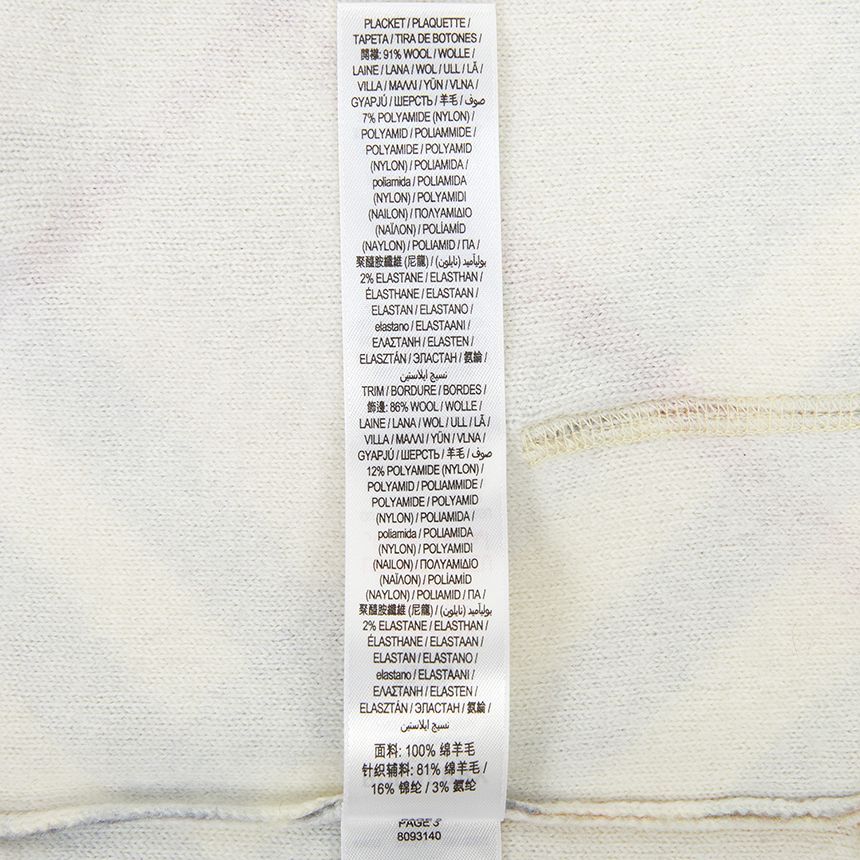 PLACKET / PLAQUETTE /
TAPETA / TIRA DE BOTONES /
開襟: 91% WOOL / WOLLE /
LAINE / LANA / WOL / ULL / LÃ /
VILLA / ΜΑΛΛΙ / YÜN / VLNA /
GYAPJÚ / ШЕРСТЬ / 羊毛 / صوف /
7% POLYAMIDE (NYLON) /
POLYAMID / POLIAMMIDE /
POLYAMIDE / POLYAMID
(NYLON) / POLIAMIDA /
poliamida / POLIAMIDA
(NYLON) / POLYAMIDI
(NAILON) / ΠΟΛΥΑΜΙΔΙΟ
(ΝΑΪΛΟΝ) / POLİAMİD
(NAYLON) / POLIAMID / ПА /
聚醯胺纖維 (尼龍) / بولياميد (نايلون) /
2% ELASTANE / ELASTHAN /
ÉLASTHANE / ELASTAAN /
ELASTAN / ELASTANO /
elastano / ELASTAANI /
ΕΛΑΣΤΑΝΗ / ELASTEN /
ELASZTÁN / ЭЛАСТАН / 氨綸 /
نسيج ايلاستين
TRIM / BORDURE / BORDES /
飾邊: 86% WOOL / WOLLE /
LAINE / LANA / WOL / ULL / LÃ /
VILLA / ΜΑΛΛΙ / YÜN / VLNA /
GYAPJÚ / ШЕРСТЬ / 羊毛 / صوف /
12% POLYAMIDE (NYLON) /
POLYAMID / POLIAMMIDE /
POLYAMIDE / POLYAMID
(NYLON) / POLIAMIDA /
poliamida / POLIAMIDA
(NYLON) / POLYAMIDI
(NAILON) / ΠΟΛΥΑΜΙΔΙΟ
(ΝΑΪΛΟΝ) / POLİAMİD
(NAYLON) / POLIAMID / ПА /
聚醯胺纖維 (尼龍) / بولياميد (نايلون) /
2% ELASTANE / ELASTHAN /
ÉLASTHANE / ELASTAAN /
ELASTAN / ELASTANO /
elastano / ELASTAANI /
ΕΛΑΣΤΑΝΗ / ELASTEN /
ELASZTÁN / ЭЛАСТАН / 氨綸 /
نسيج ايلاستين
面料: 100% 绵羊毛
针织辅料: 81% 绵羊毛 /
16% 锦纶 / 3% 氨纶
PAGE 3
8093140